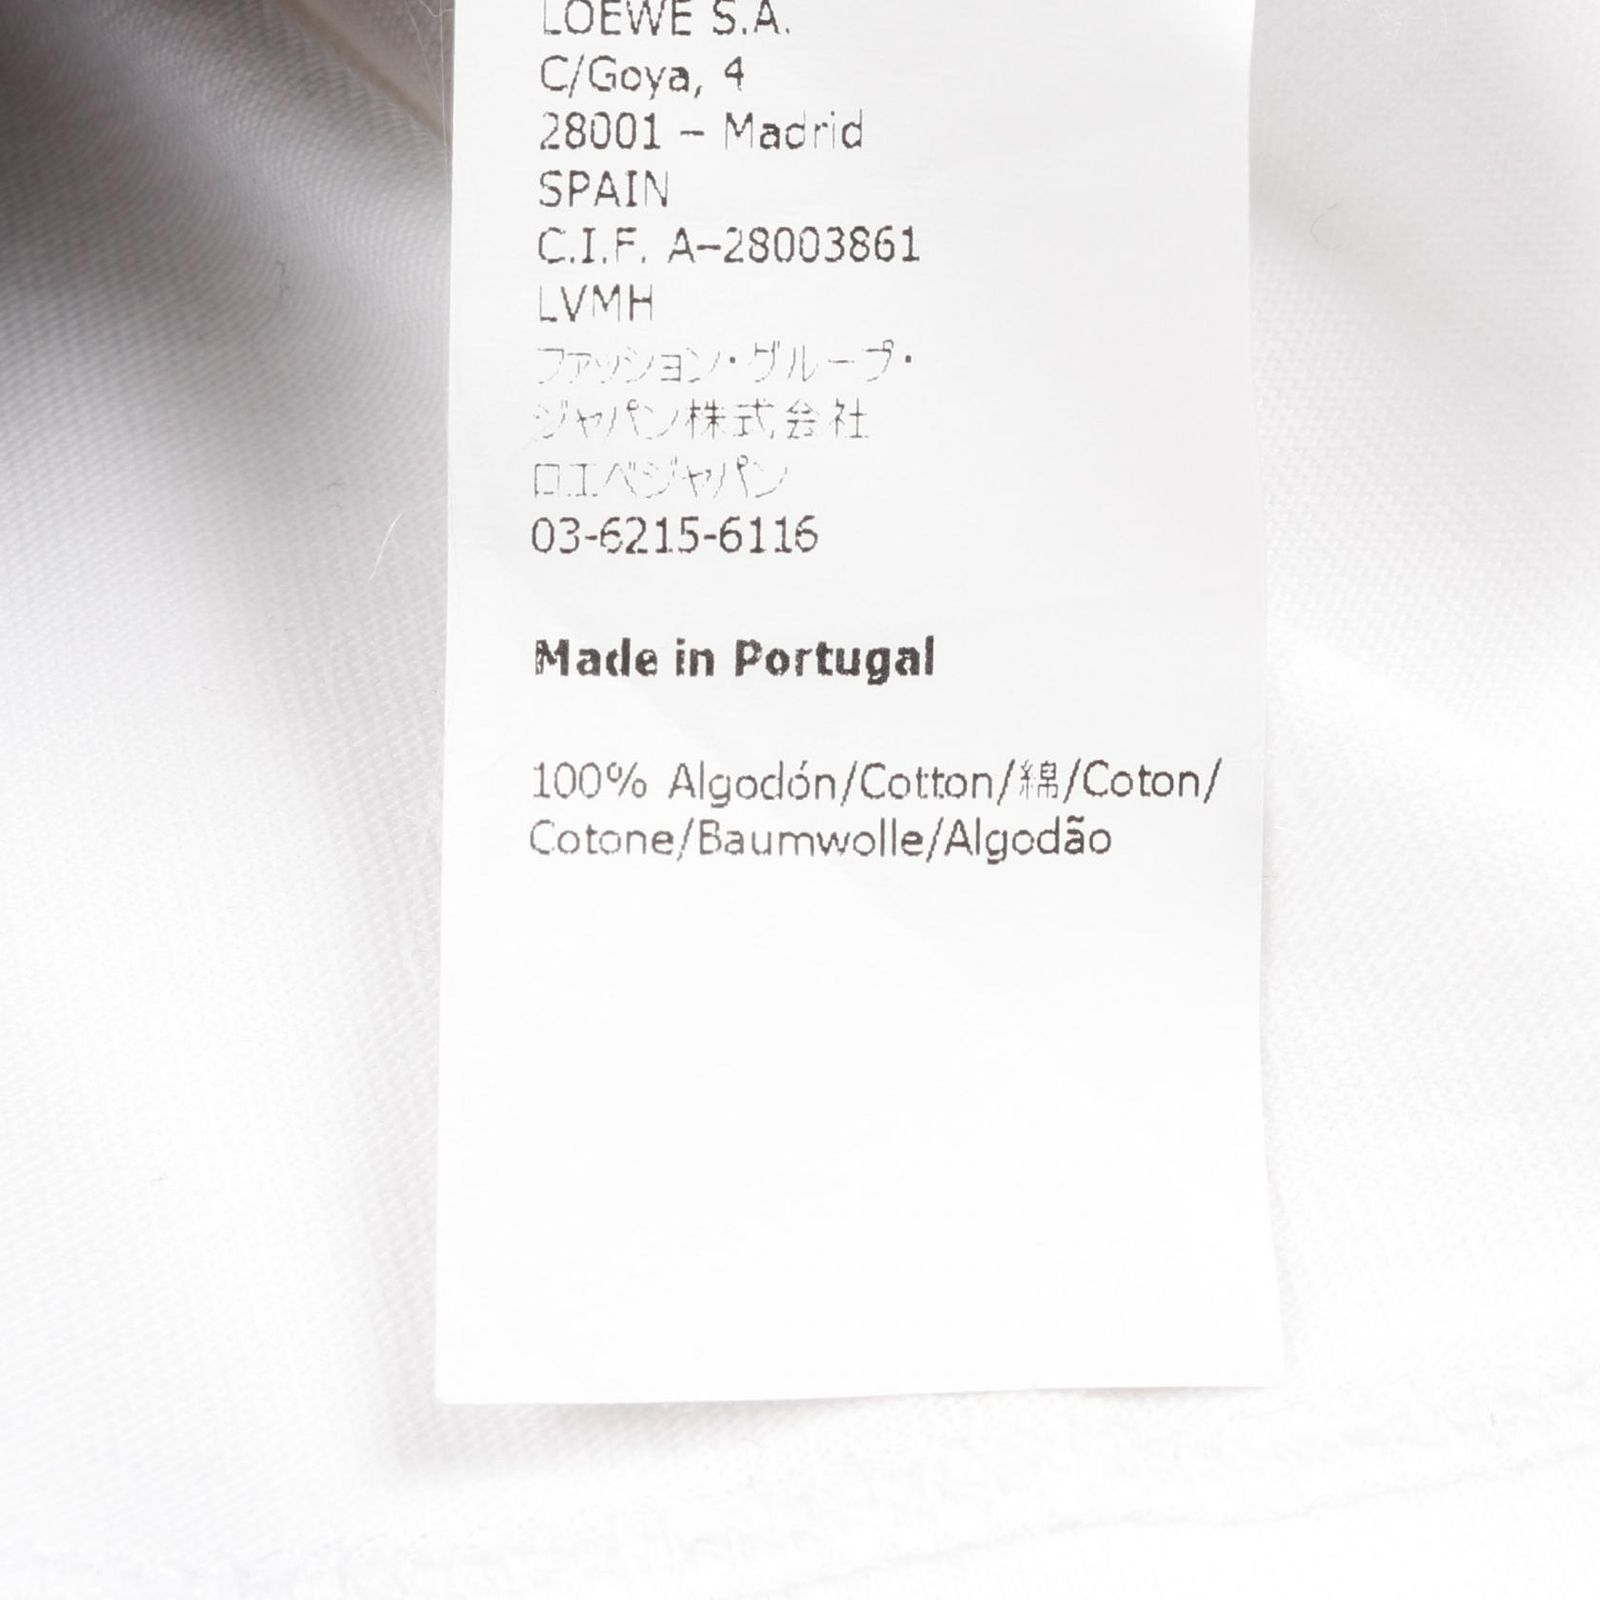 LOEWE S.A.
C/Goya, 4
28001 – Madrid
SPAIN
C.I.F. A–28003861
LVMH
ファッション・グループ・
ジャパン株式会社
ロエベジャパン
03-6215-6116
Made in Portugal
100% Algodón/Cotton/綿/Coton/
Cotone/Baumwolle/Algodão